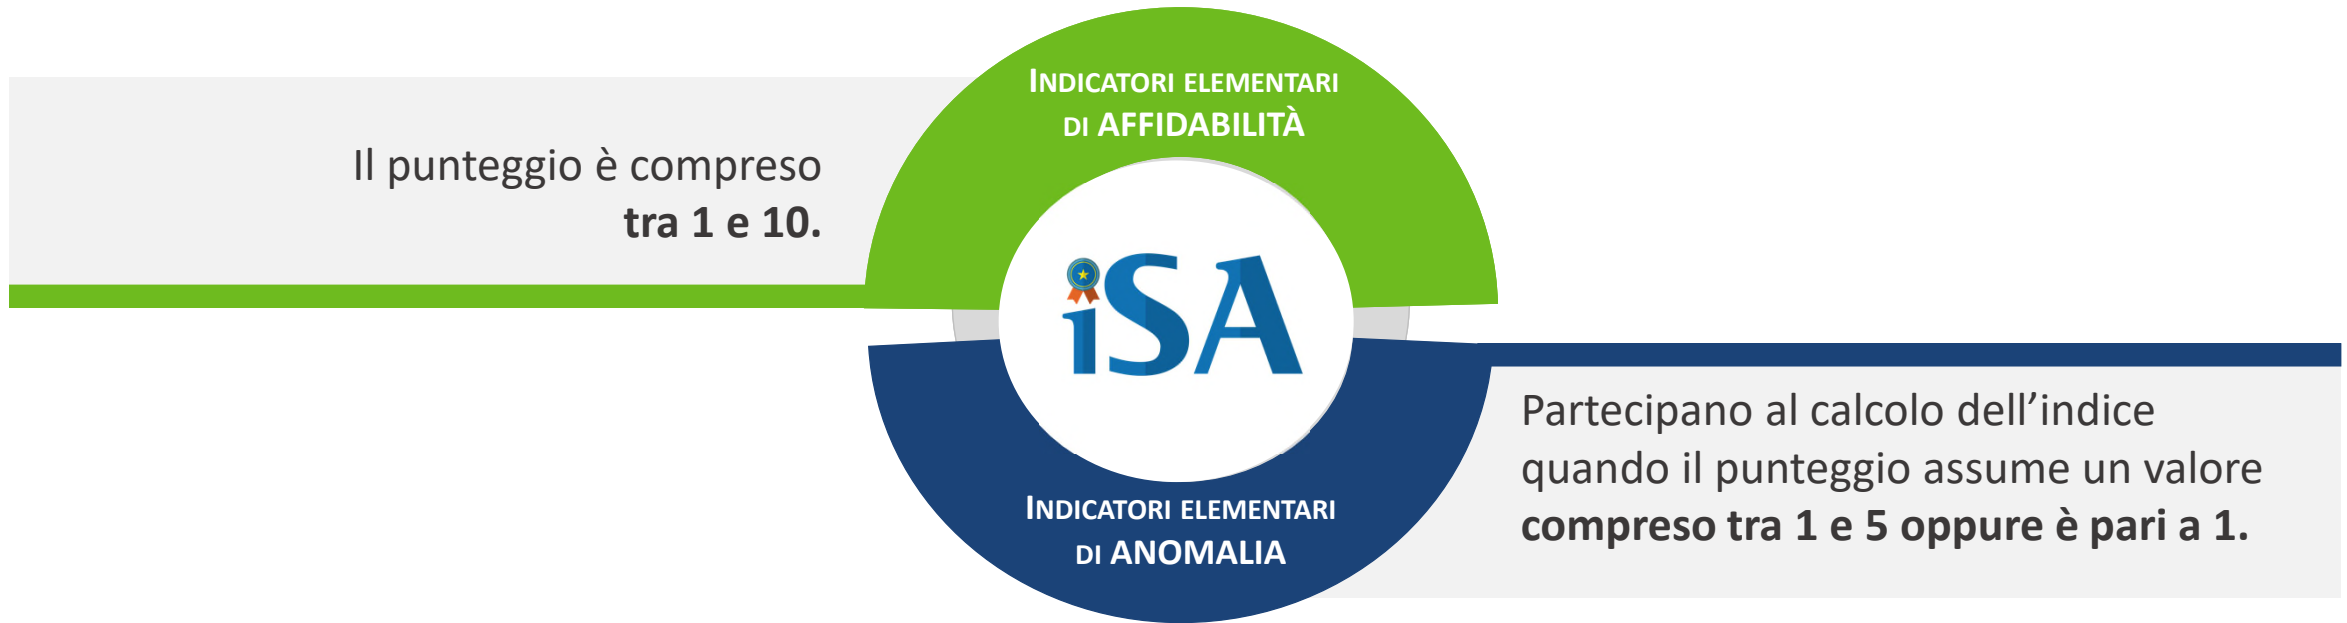 INDICATORI ELEMENTARI
DI AFFIDABILITÀ
Il punteggio è compreso
tra 1 e 10.
iSA
Partecipano al calcolo dell’indice
quando il punteggio assume un valore
compreso tra 1 e 5 oppure è pari a 1.
INDICATORI ELEMENTARI
DI ANOMALIA